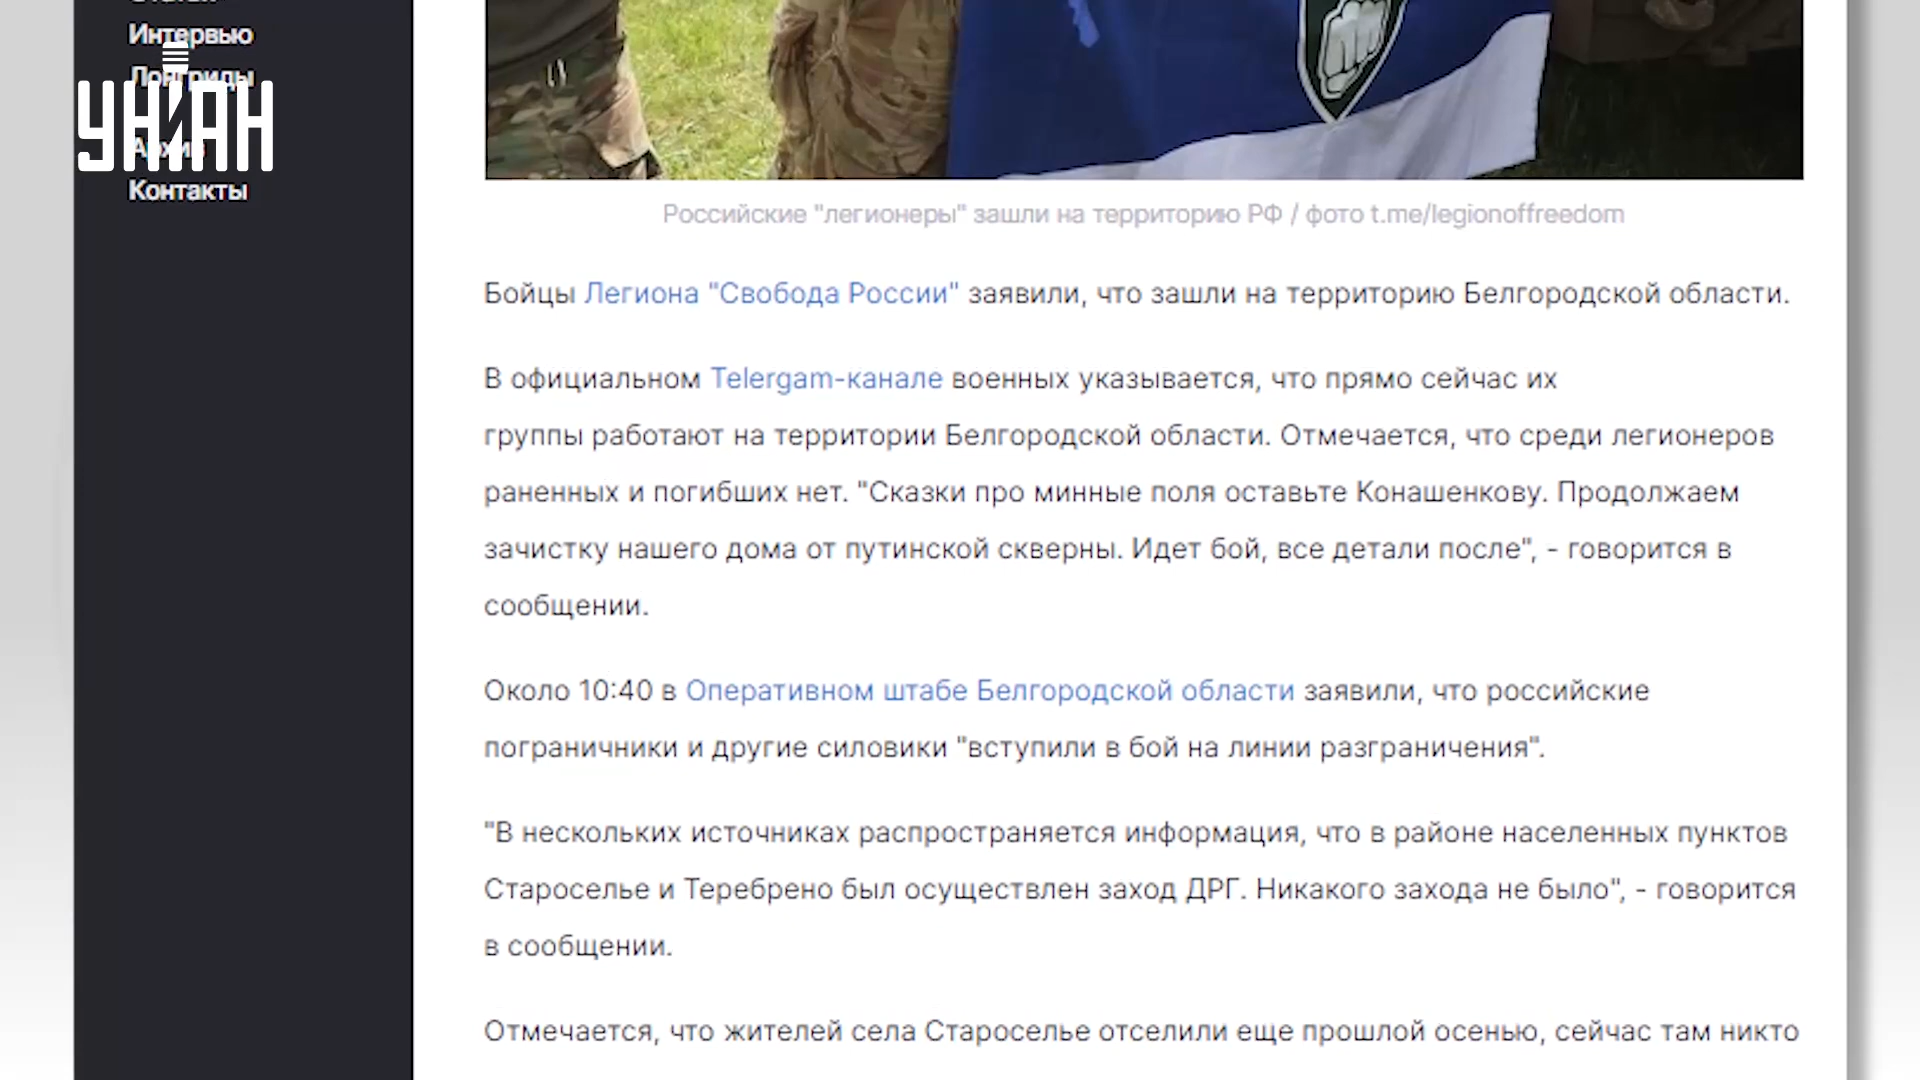 Интервью
Лонгриды
УНИАН
Архив
Контакты
Российские "легионеры" зашли на территорию РФ / фото t.me/legionoffreedom
Бойцы Легиона "Свобода России" заявили, что зашли на территорию Белгородской области.
В официальном Telergam-канале военных указывается, что прямо сейчас их
группы работают на территории Белгородской области. Отмечается, что среди легионеров
раненных и погибших нет. "Сказки про минные поля оставьте Конашенкову. Продолжаем
зачистку нашего дома от путинской скверны. Идет бой, все детали после", - говорится в
сообщении.
Около 10:40 в Оперативном штабе Белгородской области заявили, что российские
пограничники и другие силовики "вступили в бой на линии разграничения".
"В нескольких источниках распространяется информация, что в районе населенных пунктов
Староселье и Теребрено был осуществлен заход ДРГ. Никакого захода не было", - говорится
в сообщении.
Отмечается, что жителей села Староселье отселили еще прошлой осенью, сейчас там никто